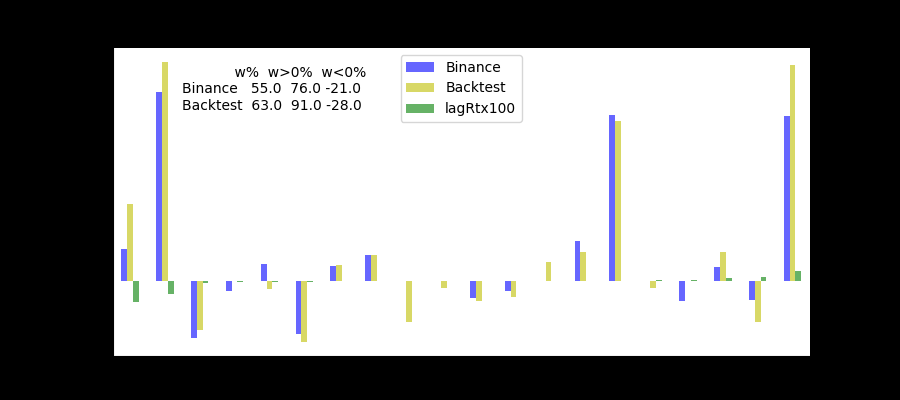 w%  w>0%  w<0%
Binance   55.0  76.0 -21.0
Backtest  63.0  91.0 -28.0
Binance
Backtest
lagRtx100